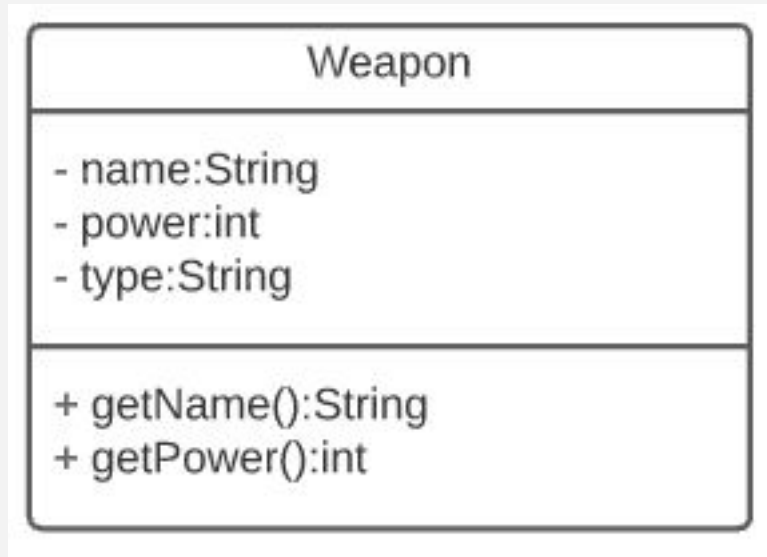 Weapon
- name:String
- power:int
- type:String
+ getName():String
+ getPower():int